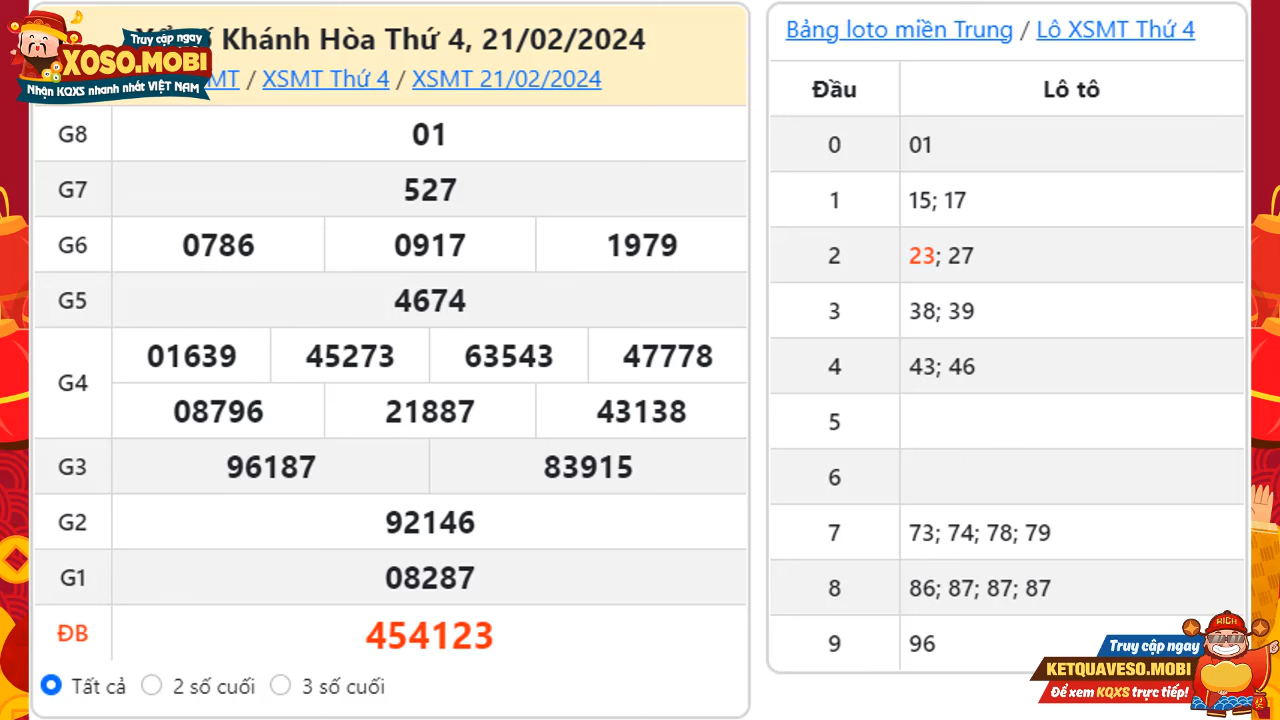 Khánh Hòa Thứ 4, 21/02/2024
MT / XSMT Thứ 4 / XSMT 21/02/2024
Truy cập ngay
XOSO.MOBI
Nhận KQXS nhanh nhất VIỆT NAM
G8 01
G7 527
G6 0786 0917 1979
G5 4674
G4 01639 45273 63543 47778
08796 21887 43138
G3 96187 83915
G2 92146
G1 08287
ĐB 454123
Tất cả 2 số cuối 3 số cuối
Bảng loto miền Trung / Lô XSMT Thứ 4
Đầu Lô tô
0 01
1 15; 17
2 23; 27
3 38; 39
4 43; 46
5
6
7 73; 74; 78; 79
8 86; 87; 87; 87
9 96
RICH
Truy cập ngay
KETQUAVESO.MOBI
Để xem KQXS trực tiếp!